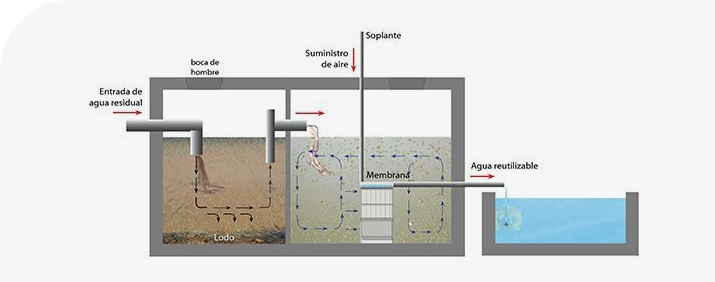 Soplante
Suministro
de aire
boca de
hombre
Entrada de
agua residual
Membrana
Agua reutilizable
Lodo